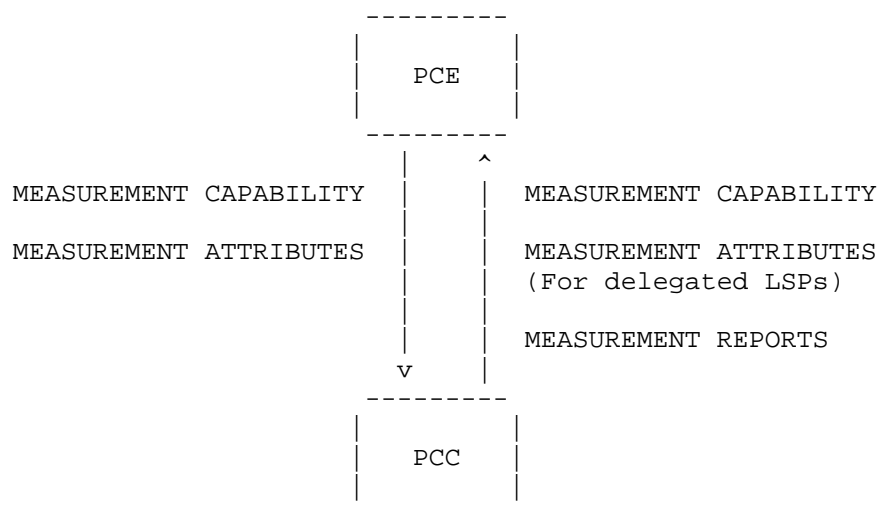 PCE
MEASUREMENT CAPABILITY MEASUREMENT CAPABILITY
MEASUREMENT ATTRIBUTES MEASUREMENT ATTRIBUTES
(For delegated LSPs)
MEASUREMENT REPORTS
PCC